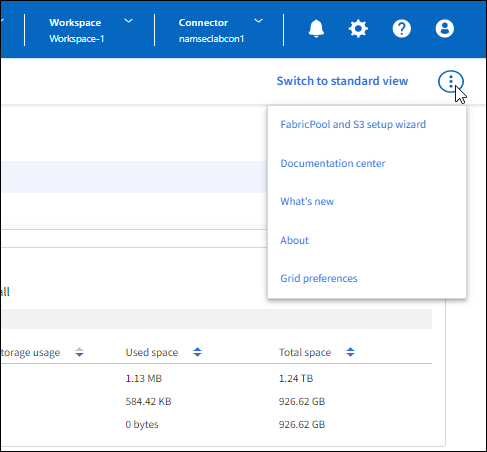 Workspace Connector
Workspace-1 namseclabcon1
Switch to standard view
FabricPool and S3 setup wizard
Documentation center
What's new
About
Grid preferences
all
torage usage Used space Total space
1.13 MB 1.24 TB
584.42 KB 926.62 GB
0 bytes 926.62 GB